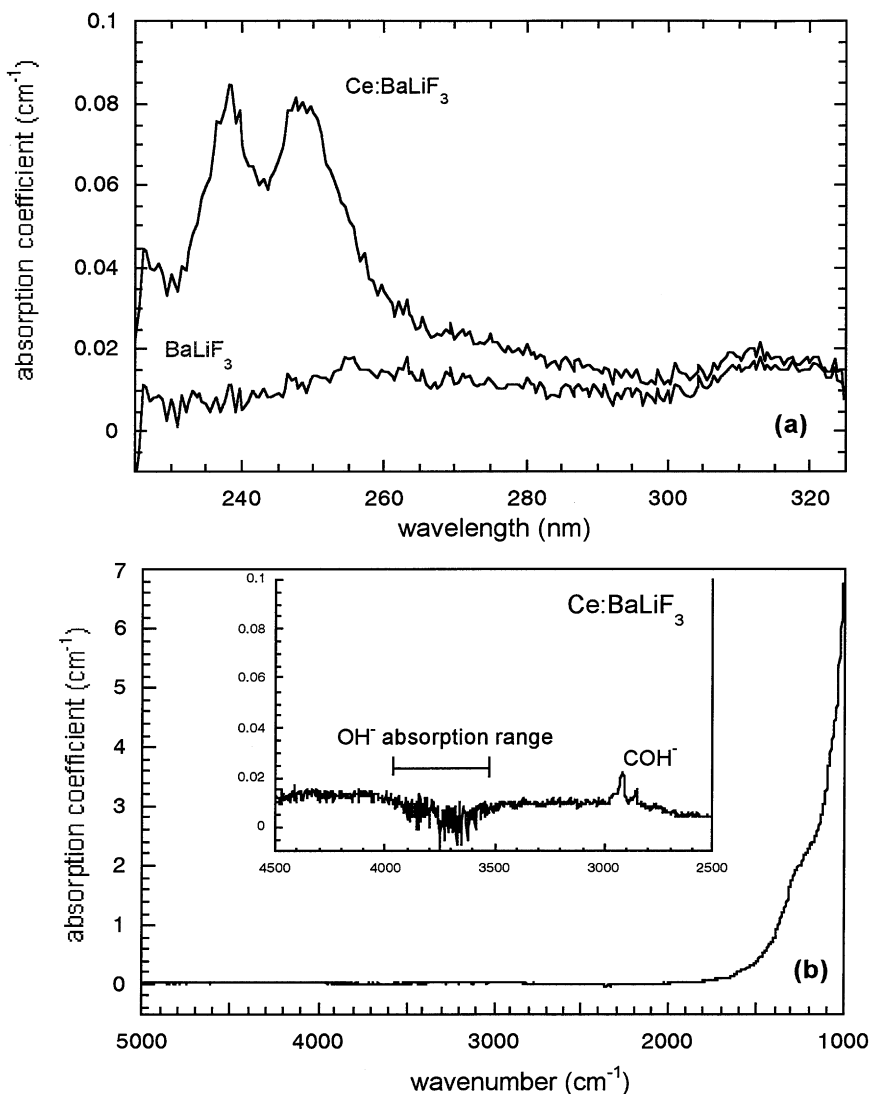 0.1
0.08
0.06
0.04
0.02
0
absorption coefficient (cm⁻¹)
Ce:BaLiF₃
BaLiF₃
(a)
240 260 280 300 320
wavelength (nm)
7
6
5
4
3
2
1
0
absorption coefficient (cm⁻¹)
0.1
0.08
0.06
0.04
0.02
0
Ce:BaLiF₃
OH⁻ absorption range
COH⁻
4500 4000 3500 3000 2500
(b)
5000 4000 3000 2000 1000
wavenumber (cm⁻¹)